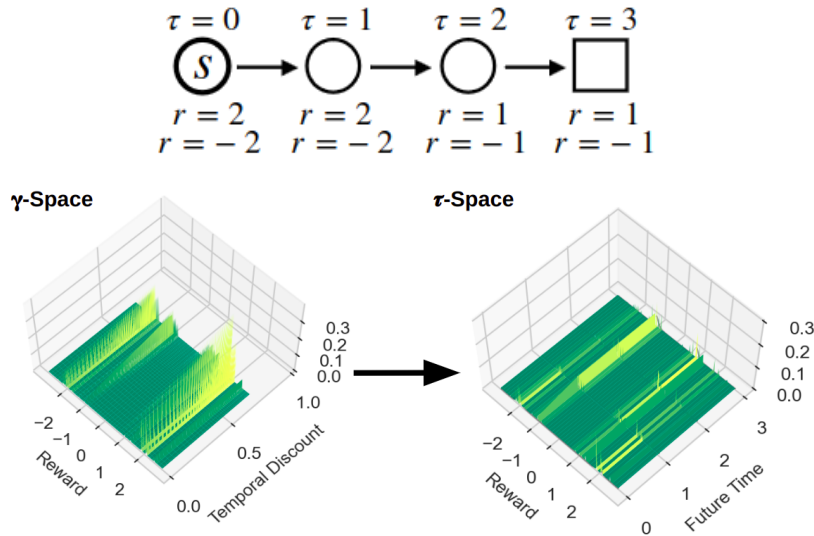 τ = 0 τ = 1 τ = 2 τ = 3
S
r = 2 r = 2 r = 1 r = 1
r = − 2 r = − 2 r = − 1 r = − 1
γ-Space τ-Space
0.3
0.2
0.1
0.0
1.0
0.5
0.0
Temporal Discount
−2
−1
0
1
2
Reward
0.3
0.2
0.1
0.0
3
2
1
0
Future Time
−2
−1
0
1
2
Reward